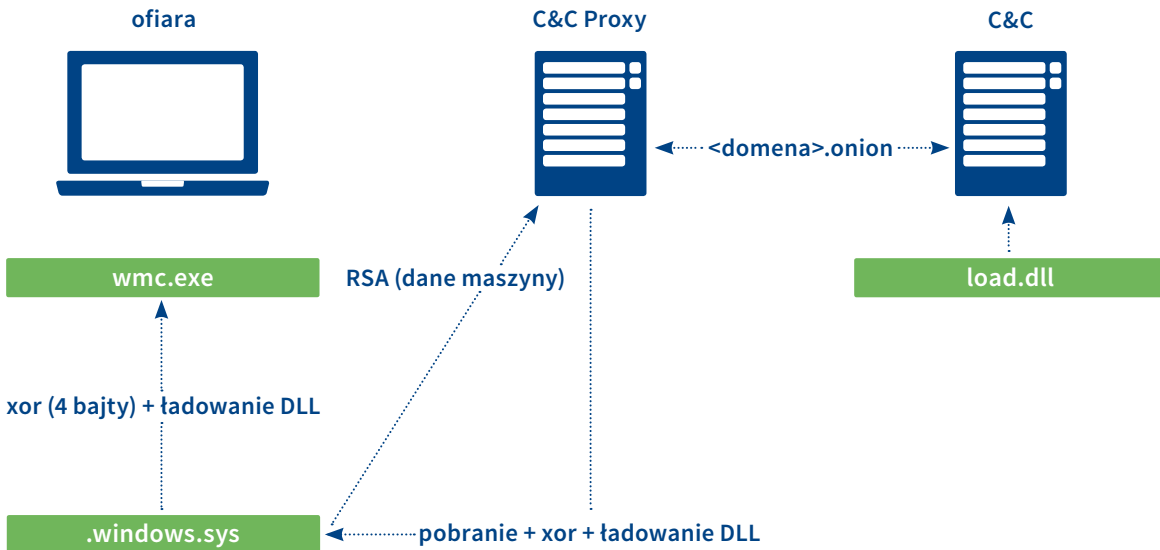 ofiara
C&C Proxy
C&C
<domena>.onion
wmc.exe
RSA (dane maszyny)
load.dll
xor (4 bajty) + ładowanie DLL
.windows.sys
pobranie + xor + ładowanie DLL